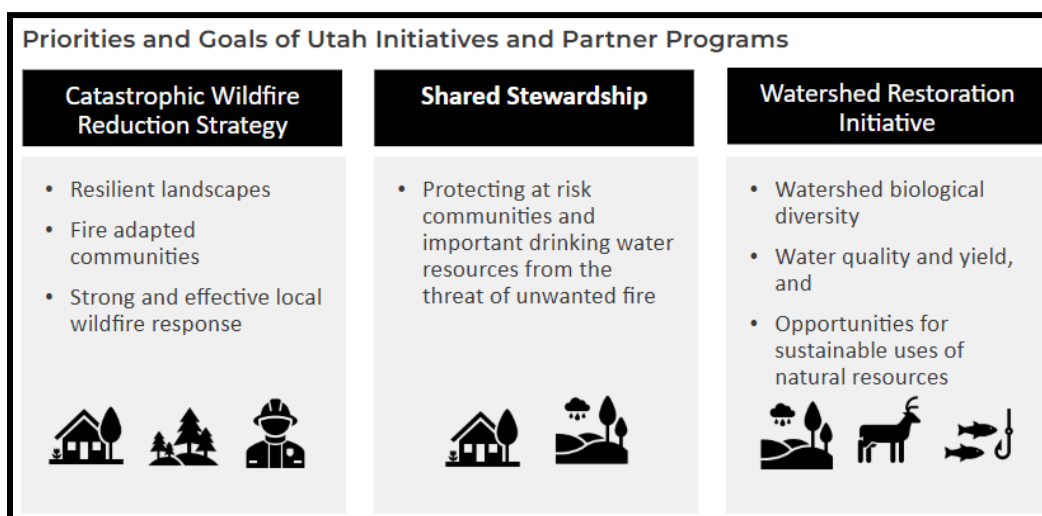 Priorities and Goals of Utah Initiatives and Partner Programs
Catastrophic Wildfire
Reduction Strategy
• Resilient landscapes
• Fire adapted
communities
• Strong and effective local
wildfire response
Shared Stewardship
• Protecting at risk
communities and
important drinking water
resources from the
threat of unwanted fire
Watershed Restoration
Initiative
• Watershed biological
diversity
• Water quality and yield,
and
• Opportunities for
sustainable uses of
natural resources